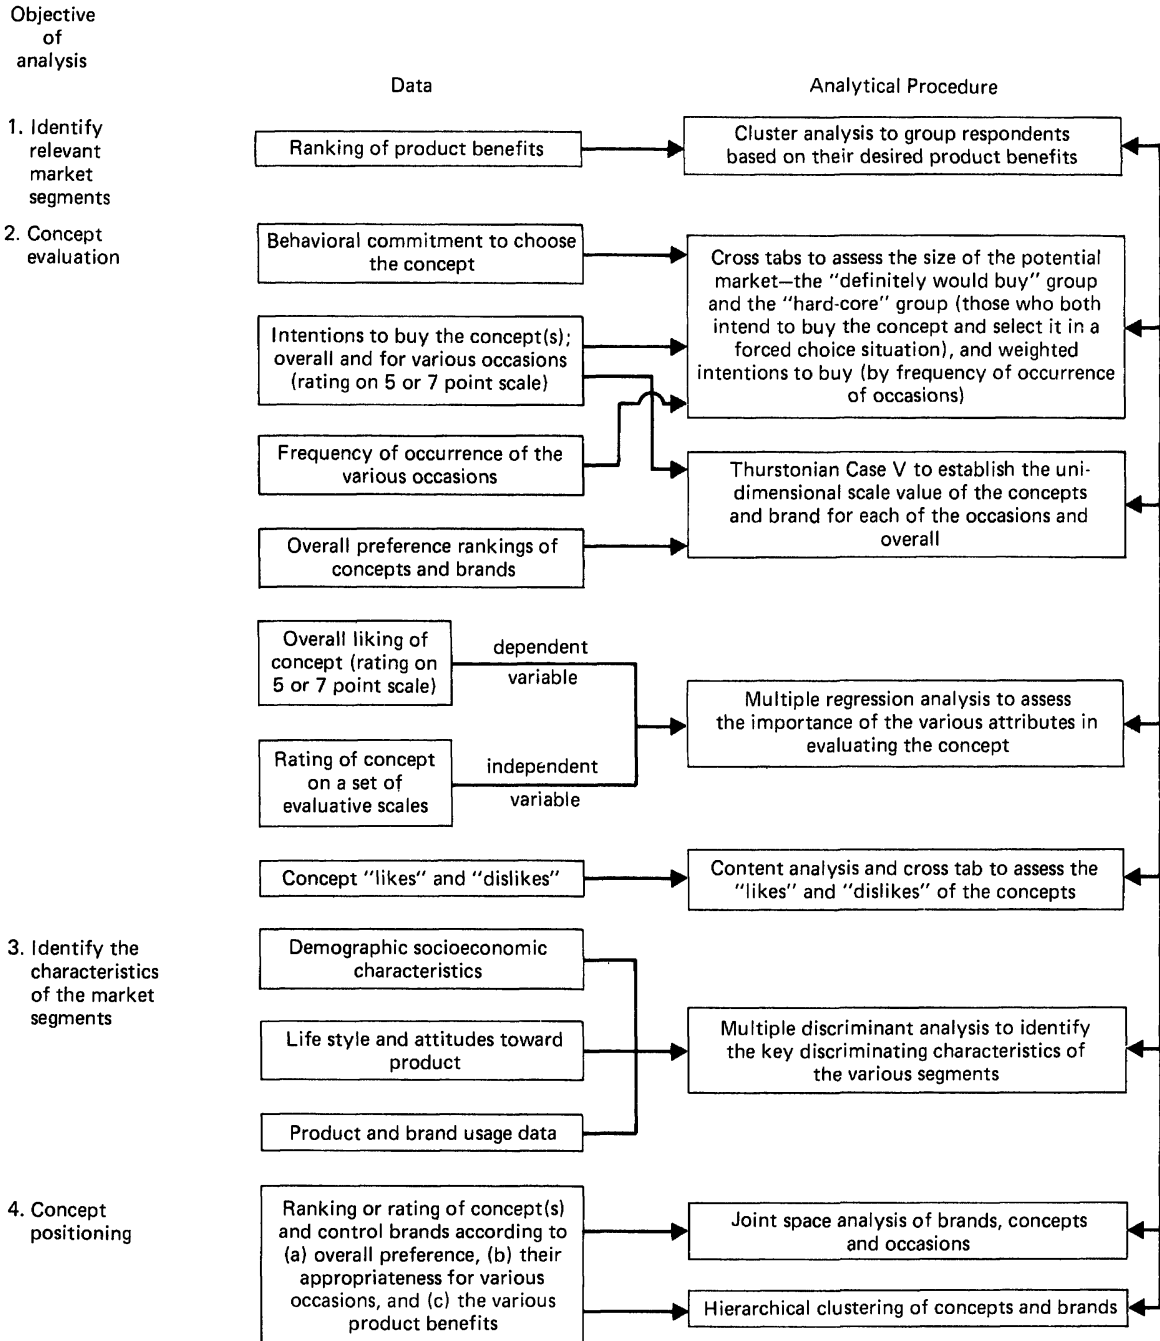 Objective
of
analysis
Data
Analytical Procedure
1. Identify
relevant
market
segments
Ranking of product benefits
Cluster analysis to group respondents
based on their desired product benefits
2. Concept
evaluation
Behavioral commitment to choose
the concept
Intentions to buy the concept(s);
overall and for various occasions
(rating on 5 or 7 point scale)
Frequency of occurrence of the
various occasions
Overall preference rankings of
concepts and brands
Cross tabs to assess the size of the potential
market—the “definitely would buy” group
and the “hard-core” group (those who both
intend to buy the concept and select it in a
forced choice situation), and weighted
intentions to buy (by frequency of occurrence
of occasions)
Thurstonian Case V to establish the uni-
dimensional scale value of the concepts
and brand for each of the occasions and
overall
Overall liking of
concept (rating on
5 or 7 point scale)
dependent
variable
Rating of concept
on a set of
evaluative scales
independent
variable
Multiple regression analysis to assess
the importance of the various attributes in
evaluating the concept
Concept “likes” and “dislikes”
Content analysis and cross tab to assess the
“likes” and “dislikes” of the concepts
3. Identify the
characteristics
of the market
segments
Demographic socioeconomic
characteristics
Life style and attitudes toward
product
Product and brand usage data
Multiple discriminant analysis to identify
the key discriminating characteristics of
the various segments
4. Concept
positioning
Ranking or rating of concept(s)
and control brands according to
(a) overall preference, (b) their
appropriateness for various
occasions, and (c) the various
product benefits
Joint space analysis of brands, concepts
and occasions
Hierarchical clustering of concepts and brands